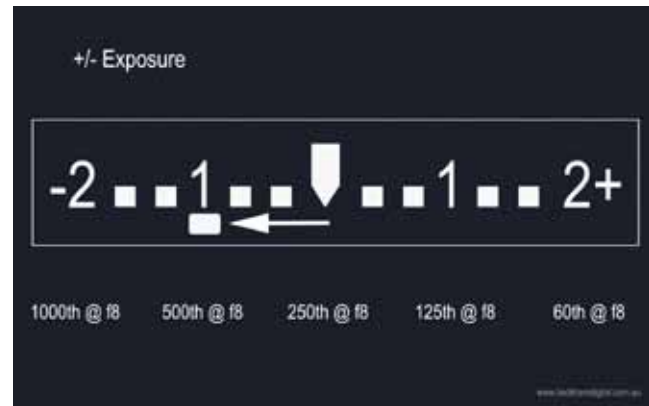 +/- Exposure
-2 1 1 2+
1000th @ f8 500th @ f8 250th @ f8 125th @ f8 60th @ f8